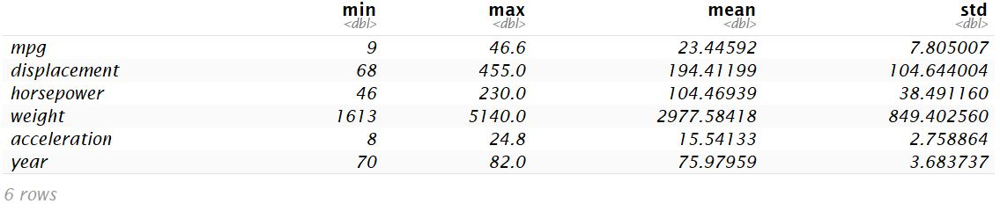 min max mean std
<dbl> <dbl> <dbl> <dbl>
mpg 9 46.6 23.44592 7.805007
displacement 68 455.0 194.41199 104.644004
horsepower 46 230.0 104.46939 38.491160
weight 1613 5140.0 2977.58418 849.402560
acceleration 8 24.8 15.54133 2.758864
year 70 82.0 75.97959 3.683737
6 rows